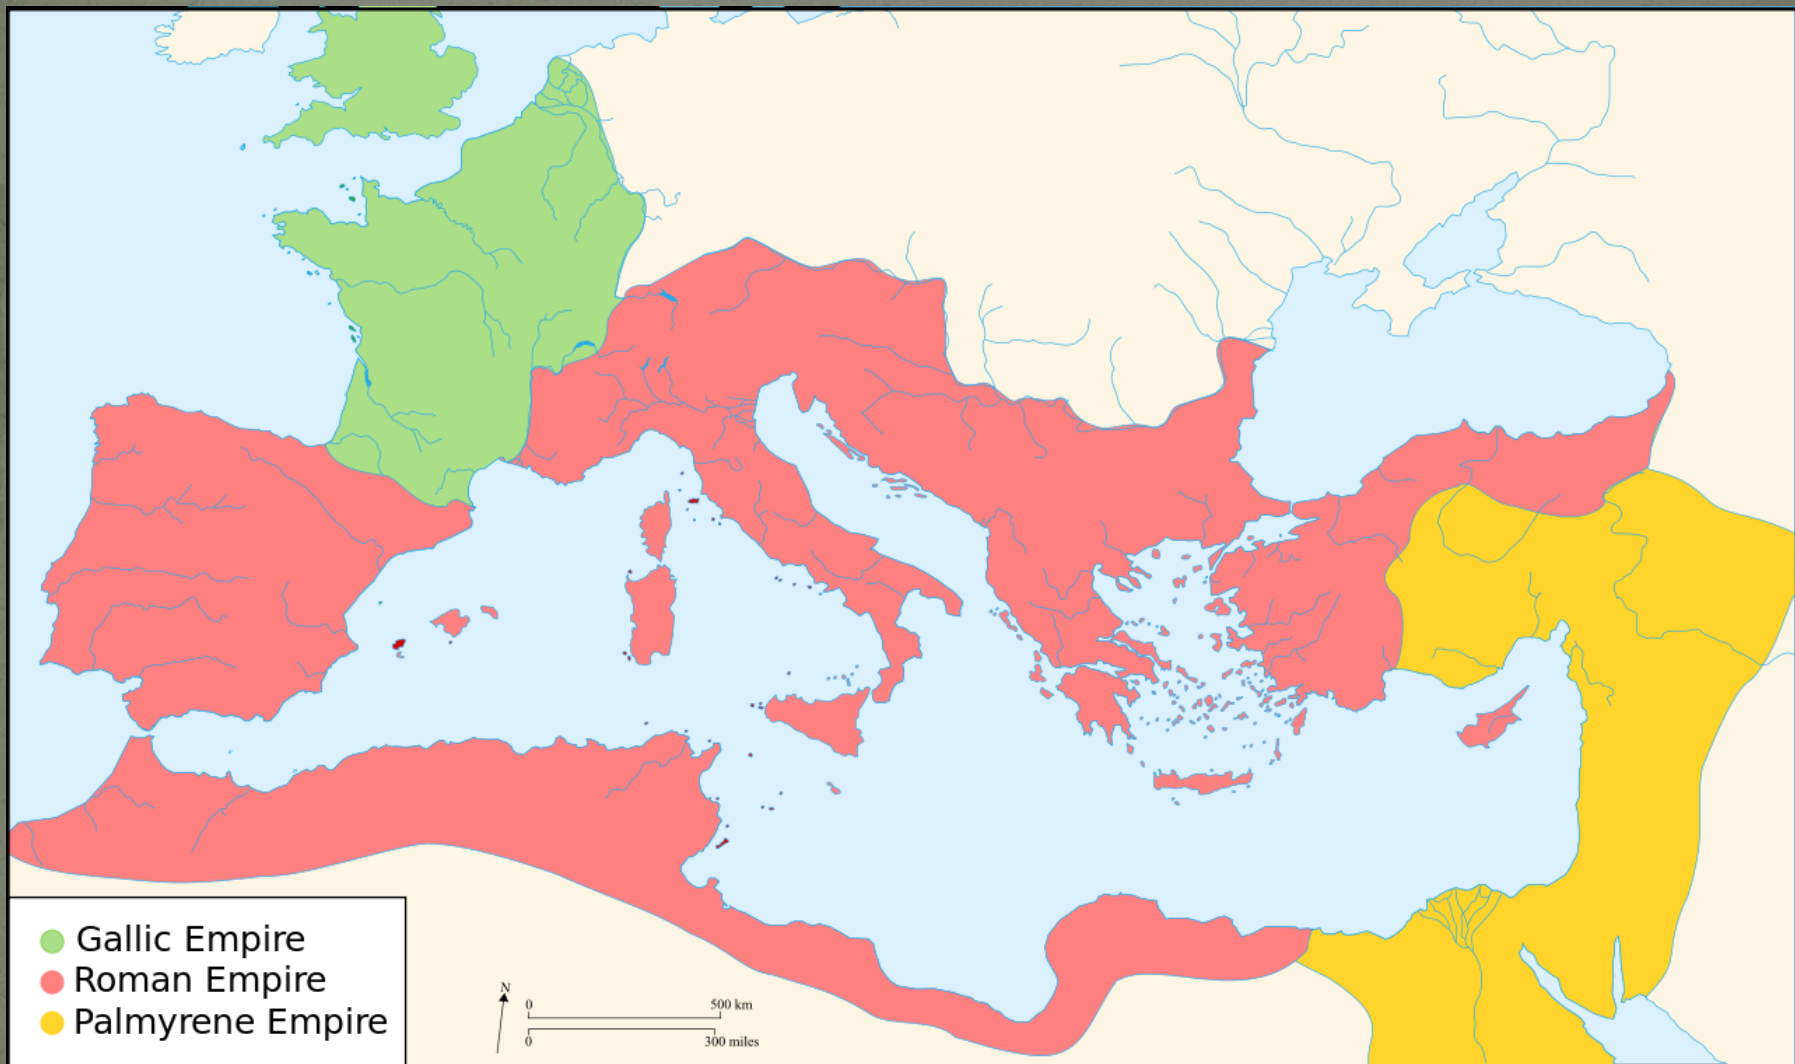 Gallic Empire
Roman Empire
Palmyrene Empire
N
0 500 km
0 300 miles